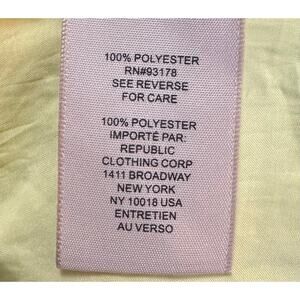 100% POLYESTER
RN#93178
SEE REVERSE
FOR CARE
100% POLYESTER
IMPORTÉ PAR:
REPUBLIC
CLOTHING CORP
1411 BROADWAY
NEW YORK
NY 10018 USA
ENTRETIEN
AU VERSO